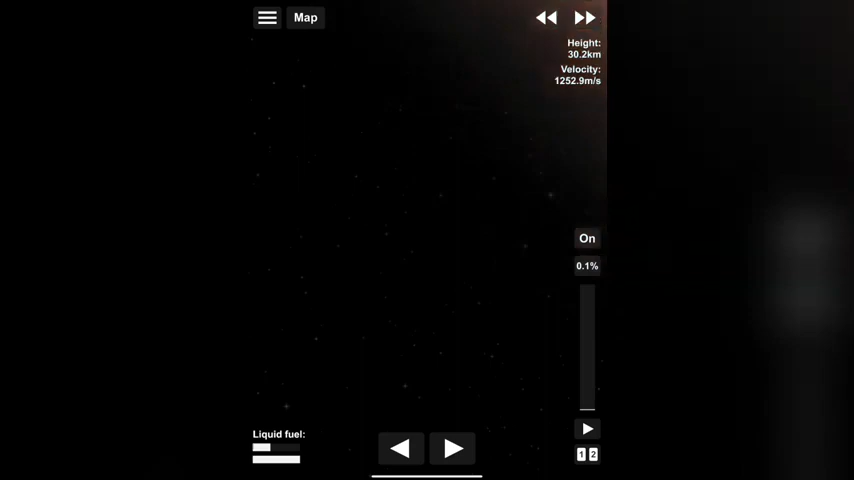 Map
Height:
30.2km
Velocity:
1252.9m/s
On
0.1%
Liquid fuel:
1 2